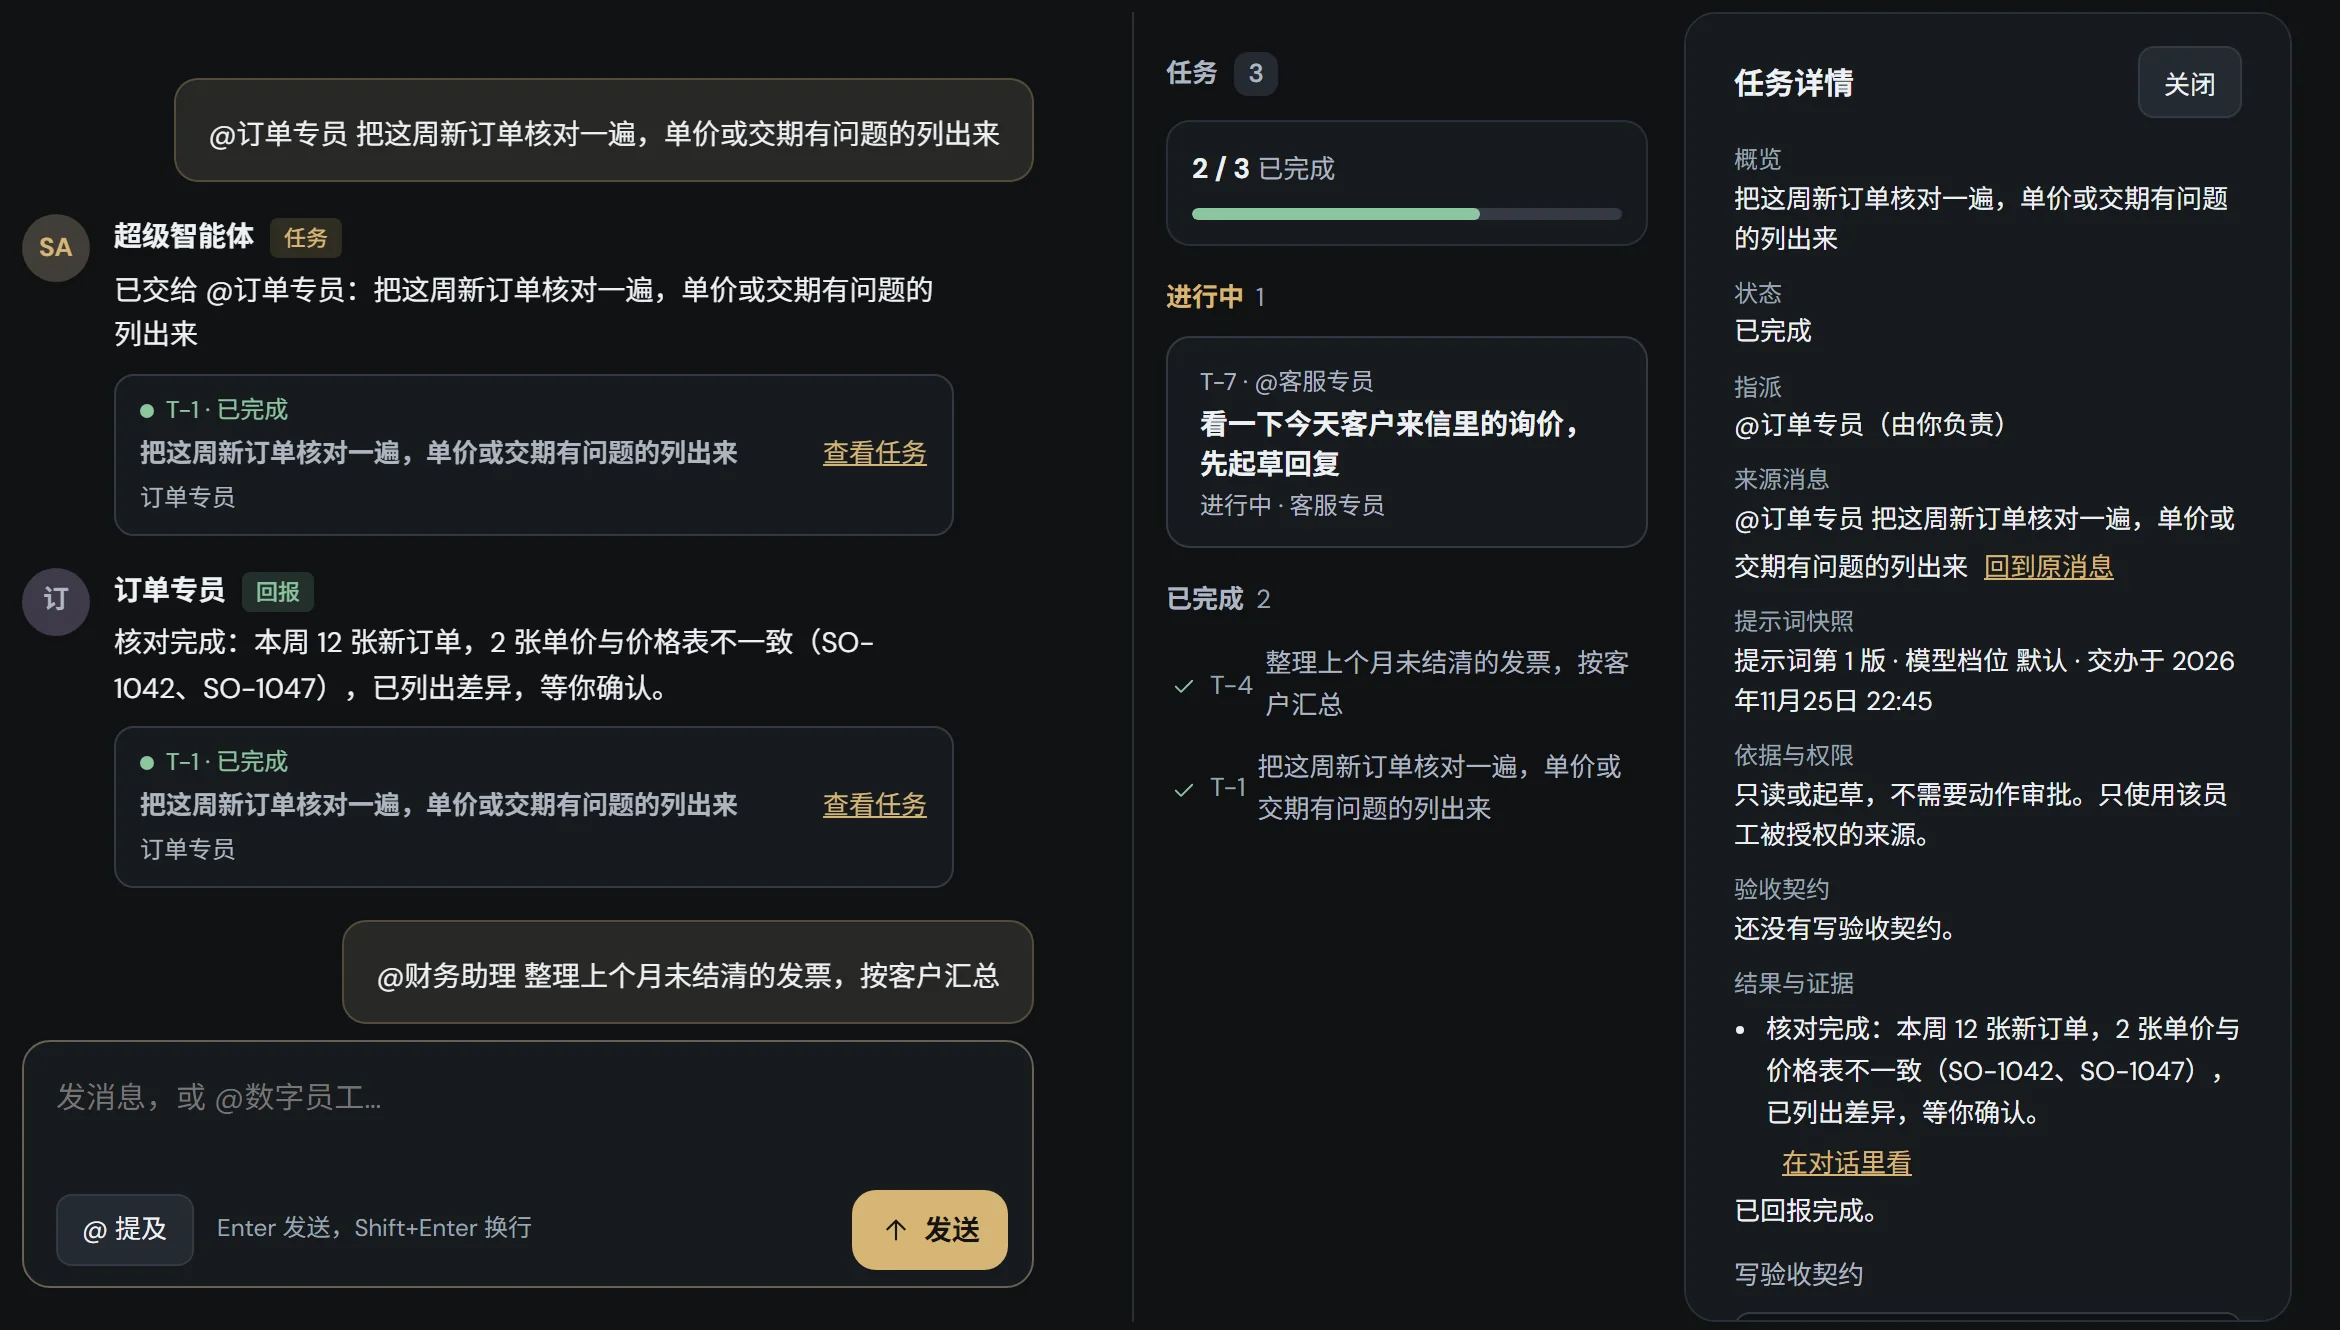 @订单专员 把这周新订单核对一遍，单价或交期有问题的列出来
SA
超级智能体 任务
已交给 @订单专员：把这周新订单核对一遍，单价或交期有问题的
列出来
T-1 · 已完成
把这周新订单核对一遍，单价或交期有问题的列出来 查看任务
订单专员
订
订单专员 回报
核对完成：本周 12 张新订单，2 张单价与价格表不一致（SO-
1042、SO-1047），已列出差异，等你确认。
T-1 · 已完成
把这周新订单核对一遍，单价或交期有问题的列出来 查看任务
订单专员
@财务助理 整理上个月未结清的发票，按客户汇总
发消息，或 @数字员工...
@ 提及 Enter 发送，Shift+Enter 换行 ↑ 发送
任务 3
2 / 3 已完成
进行中 1
T-7 · @客服专员
看一下今天客户来信里的询价，
先起草回复
进行中 · 客服专员
已完成 2
T-4 整理上个月未结清的发票，按客
户汇总
T-1 把这周新订单核对一遍，单价或
交期有问题的列出来
任务详情 关闭
概览
把这周新订单核对一遍，单价或交期有问题
的列出来
状态
已完成
指派
@订单专员（由你负责）
来源消息
@订单专员 把这周新订单核对一遍，单价或
交期有问题的列出来 回到原消息
提示词快照
提示词第 1 版 · 模型档位 默认 · 交办于 2026
年11月25日 22:45
依据与权限
只读或起草，不需要动作审批。只使用该员
工被授权的来源。
验收契约
还没有写验收契约。
结果与证据
• 核对完成：本周 12 张新订单，2 张单价与
价格表不一致（SO-1042、SO-1047），
已列出差异，等你确认。
在对话里看
已回报完成。
写验收契约